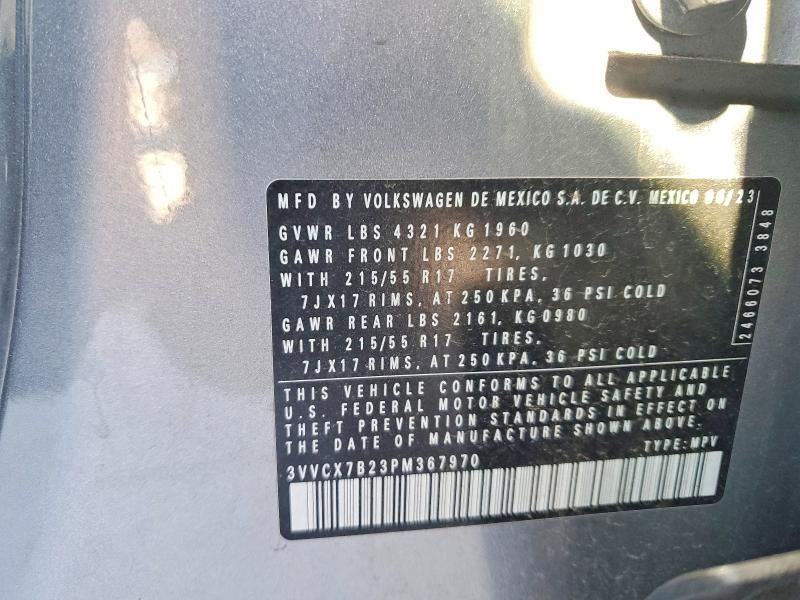 MFD BY VOLKSWAGEN DE MEXICO S.A. DE C.V. MEXICO 06/23
GVWR LBS 4321 KG 1960
GAWR FRONT LBS 2271, KG 1030
WITH 215/55 R17 TIRES,
7JX17 RIMS, AT 250 KPA, 36 PSI COLD
GAWR REAR LBS 2161, KG 0980
WITH 215/55 R17 TIRES,
7JX17 RIMS, AT 250 KPA, 36 PSI COLD
THIS VEHICLE CONFORMS TO ALL APPLICABLE
U.S. FEDERAL MOTOR VEHICLE SAFETY AND
THEFT PREVENTION STANDARDS IN EFFECT ON
THE DATE OF MANUFACTURE SHOWN ABOVE.
TYPE: MPV
3VVCX7B23PM367970
2466073 3848